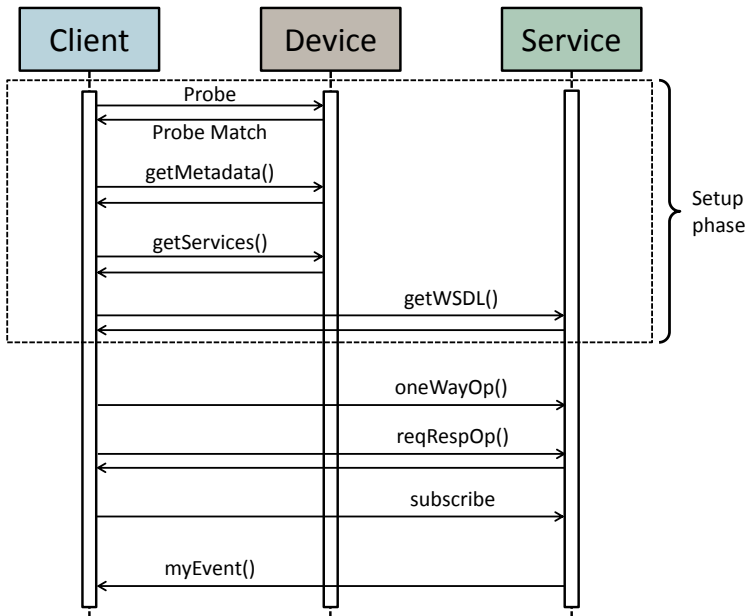 Client
Device
Service
Probe
Probe Match
getMetadata()
getServices()
getWSDL()
Setup
phase
oneWayOp()
reqRespOp()
subscribe
myEvent()